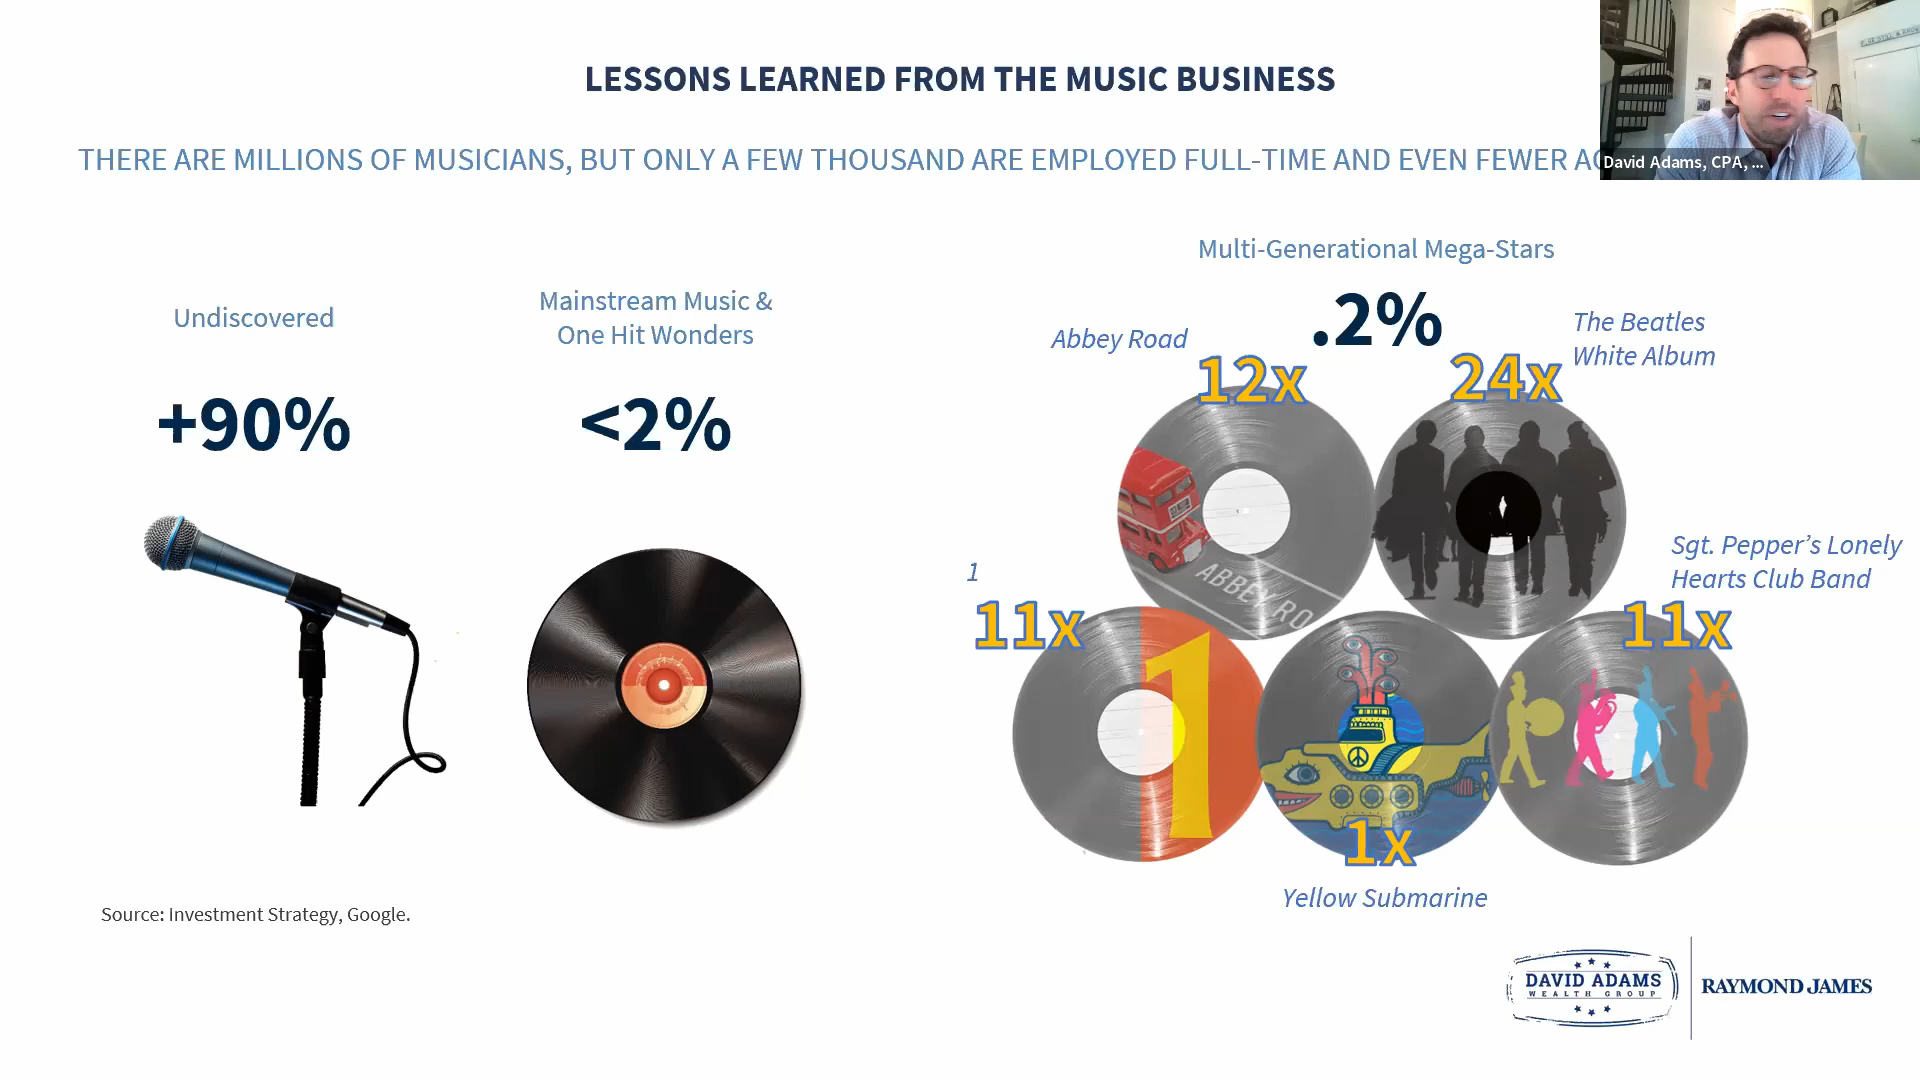 LESSONS LEARNED FROM THE MUSIC BUSINESS
THERE ARE MILLIONS OF MUSICIANS, BUT ONLY A FEW THOUSAND ARE EMPLOYED FULL-TIME AND EVEN FEWER
David Adams, CPA, ...
Undiscovered
+90%
Mainstream Music &
One Hit Wonders
<2%
Multi-Generational Mega-Stars
.2%
Abbey Road
12x
24x
The Beatles
White Album
ABBEY RO
1
11x
1
Sgt. Pepper's Lonely
Hearts Club Band
11x
1x
Yellow Submarine
Source: Investment Strategy, Google.
DAVID ADAMS
WEALTH GROUP
RAYMOND JAMES